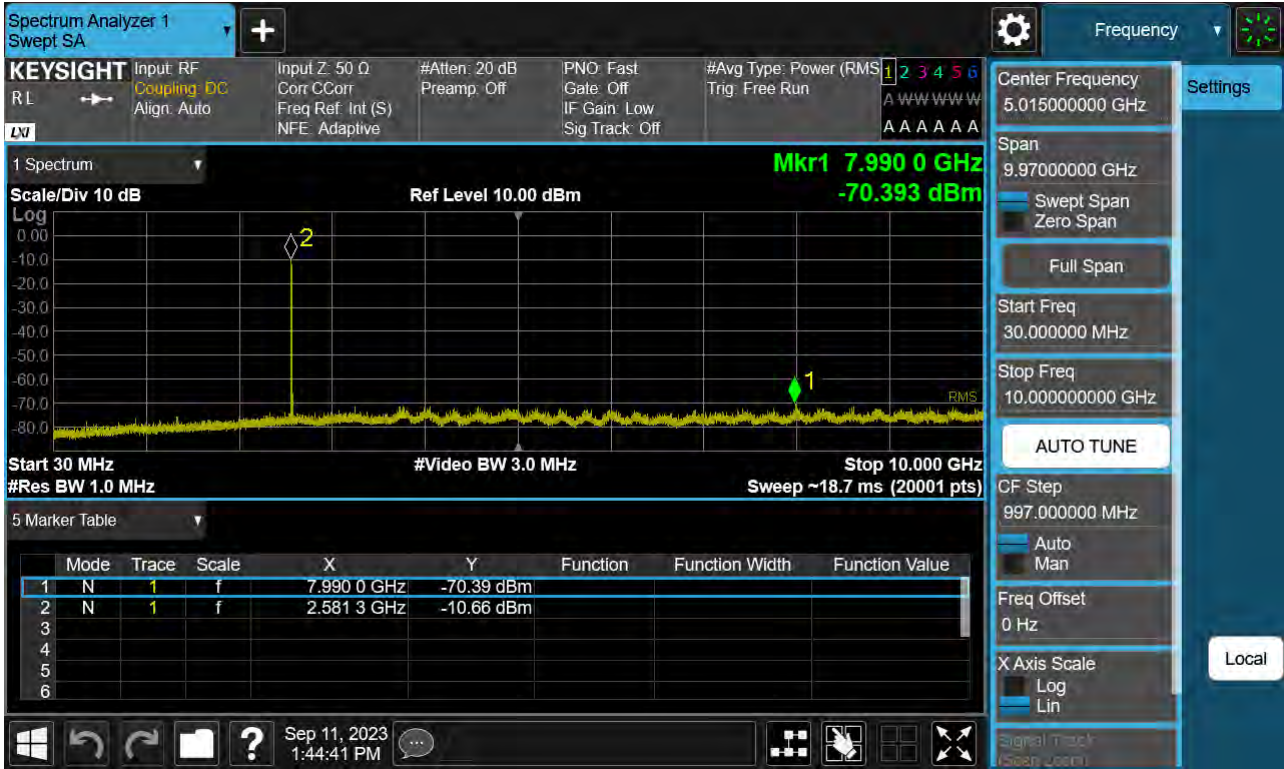 Spectrum Analyzer 1
Swept SA
Frequency
KEYSIGHT
RL
LXI
Input: RF
Coupling: DC
Align: Auto
Input Z: 50 Ω
Corr CCorr
Freq Ref: Int (S)
NFE: Adaptive
#Atten: 20 dB
Preamp: Off
PNO: Fast
Gate: Off
IF Gain: Low
Sig Track: Off
#Avg Type: Power (RMS
Trig: Free Run
1 2 3 4 5 6
A W W W W W
A A A A A A
1 Spectrum
Mkr1 7.990 0 GHz
Scale/Div 10 dB
Ref Level 10.00 dBm
-70.393 dBm
Log
0.00
-10.0
-20.0
-30.0
-40.0
-50.0
-60.0
-70.0
-80.0
2
1
RMS
Start 30 MHz
#Video BW 3.0 MHz
Stop 10.000 GHz
#Res BW 1.0 MHz
Sweep ~18.7 ms (20001 pts)
5 Marker Table
Mode Trace Scale X Y Function Function Width Function Value
1 N 1 f 7.990 0 GHz -70.39 dBm
2 N 1 f 2.581 3 GHz -10.66 dBm
3
4
5
6
Sep 11, 2023
1:44:41 PM
Center Frequency
5.015000000 GHz
Settings
Span
9.97000000 GHz
Swept Span
Zero Span
Full Span
Start Freq
30.000000 MHz
Stop Freq
10.000000000 GHz
AUTO TUNE
CF Step
997.000000 MHz
Auto
Man
Freq Offset
0 Hz
X Axis Scale
Log
Lin
Signal Track
(Span Zoom)
Local